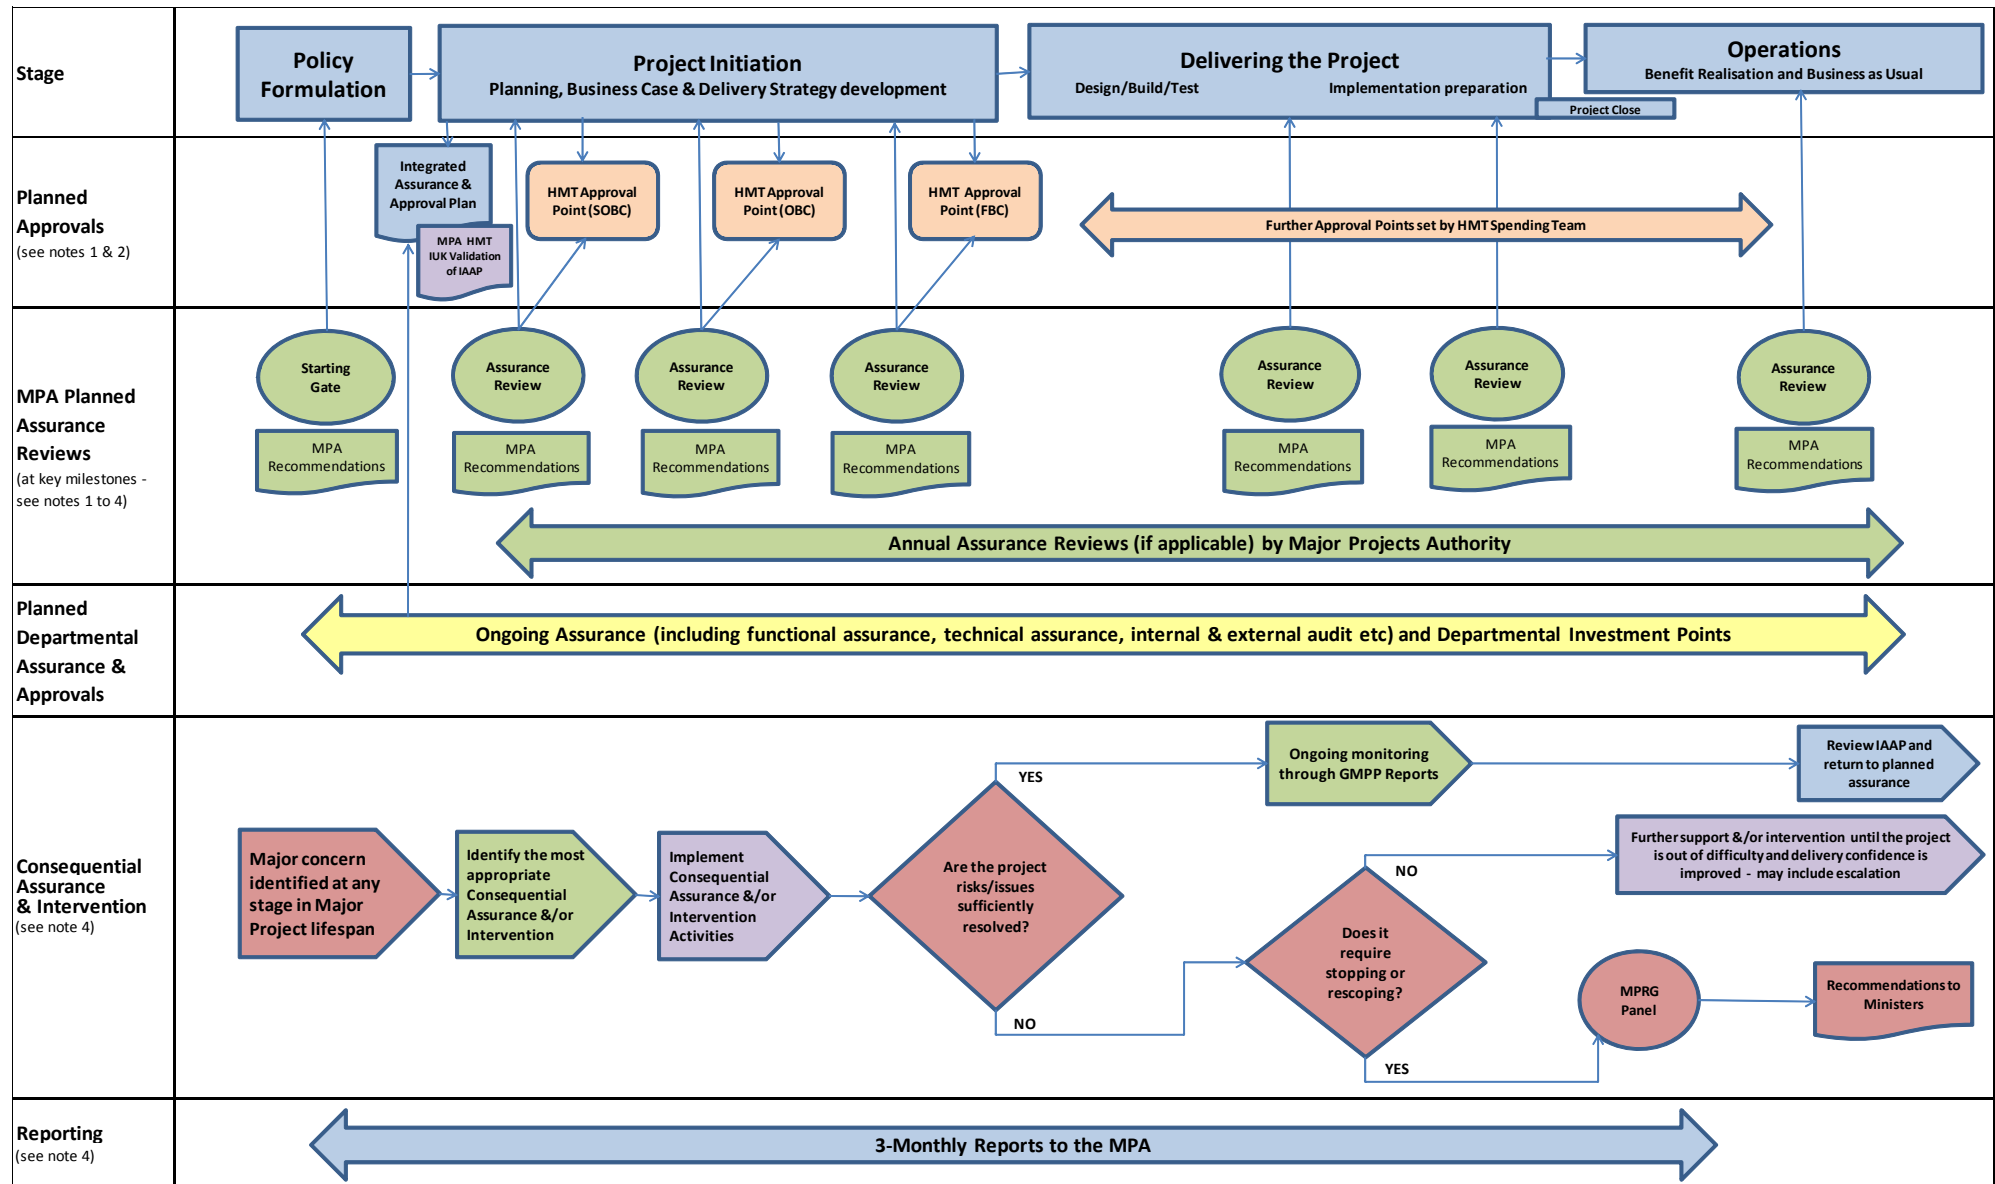 Stage
Policy
Formulation
Project Initiation
Planning, Business Case & Delivery Strategy development
Delivering the Project
Design/Build/Test
Implementation preparation
Project Close
Operations
Benefit Realisation and Business as Usual
Planned
Approvals
(see notes 1 & 2)
Integrated
Assurance &
Approval Plan
MPA HMT
IUK Validation
of IAAP
HMT Approval
Point (SOBC)
HMT Approval
Point (OBC)
HMT Approval
Point (FBC)
Further Approval Points set by HMT Spending Team
MPA Planned
Assurance
Reviews
(at key milestones -
see notes 1 to 4)
Starting
Gate
Assurance
Review
Assurance
Review
Assurance
Review
Assurance
Review
Assurance
Review
Assurance
Review
MPA
Recommendations
MPA
Recommendations
MPA
Recommendations
MPA
Recommendations
MPA
Recommendations
MPA
Recommendations
MPA
Recommendations
Annual Assurance Reviews (if applicable) by Major Projects Authority
Planned
Departmental
Assurance &
Approvals
Ongoing Assurance (including functional assurance, technical assurance, internal & external audit etc) and Departmental Investment Points
Consequential
Assurance
& Intervention
(see note 4)
Major concern
identified at any
stage in Major
Project lifespan
Identify the most
appropriate
Consequential
Assurance &/or
Intervention
Implement
Consequential
Assurance &/or
Intervention
Activities
Are the project
risks/issues
sufficiently
resolved?
YES
Ongoing monitoring
through GMPP Reports
Review IAAP and
return to planned
assurance
NO
Does it
require
stopping or
rescoping?
NO
Further support &/or intervention until the project
is out of difficulty and delivery confidence is
improved - may include escalation
YES
MPRG
Panel
Recommendations to
Ministers
Reporting
(see note 4)
3-Monthly Reports to the MPA